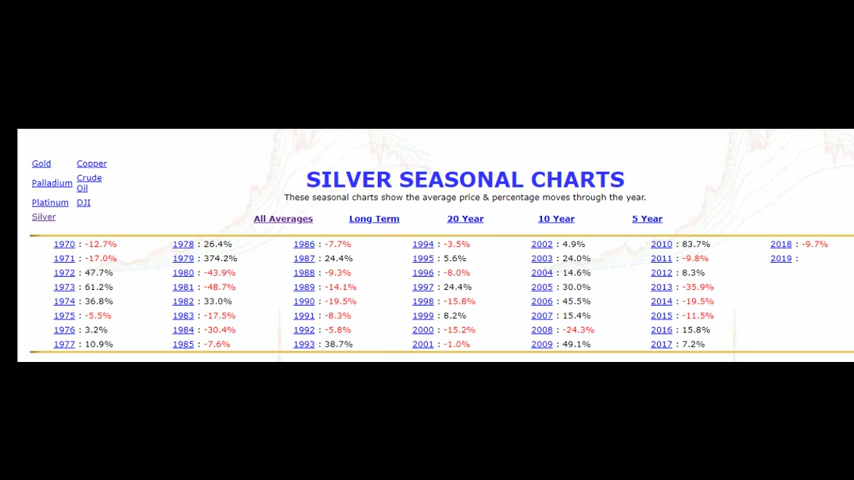 Gold Copper
Palladium Crude Oil
Platinum DJI
Silver
SILVER SEASONAL CHARTS
These seasonal charts show the average price & percentage moves through the year.
All Averages Long Term 20 Year 10 Year 5 Year
1970 : -12.7% 1978 : 26.4% 1986 : -7.7% 1994 : -3.5% 2002 : 4.9% 2010 : 83.7% 2018 : -9.7%
1971 : -17.0% 1979 : 374.2% 1987 : 24.4% 1995 : 5.6% 2003 : 24.0% 2011 : -9.8% 2019 :
1972 : 47.7% 1980 : -43.9% 1988 : -9.3% 1996 : -8.0% 2004 : 14.6% 2012 : 8.3%
1973 : 61.2% 1981 : -48.7% 1989 : -14.1% 1997 : 24.4% 2005 : 30.0% 2013 : -35.9%
1974 : 36.8% 1982 : 33.0% 1990 : -19.5% 1998 : -15.8% 2006 : 45.5% 2014 : -19.5%
1975 : -5.5% 1983 : -17.5% 1991 : -8.3% 1999 : 8.2% 2007 : 15.4% 2015 : -11.5%
1976 : 3.2% 1984 : -30.4% 1992 : -5.8% 2000 : -15.2% 2008 : -24.3% 2016 : 15.8%
1977 : 10.9% 1985 : -7.6% 1993 : 38.7% 2001 : -1.0% 2009 : 49.1% 2017 : 7.2%